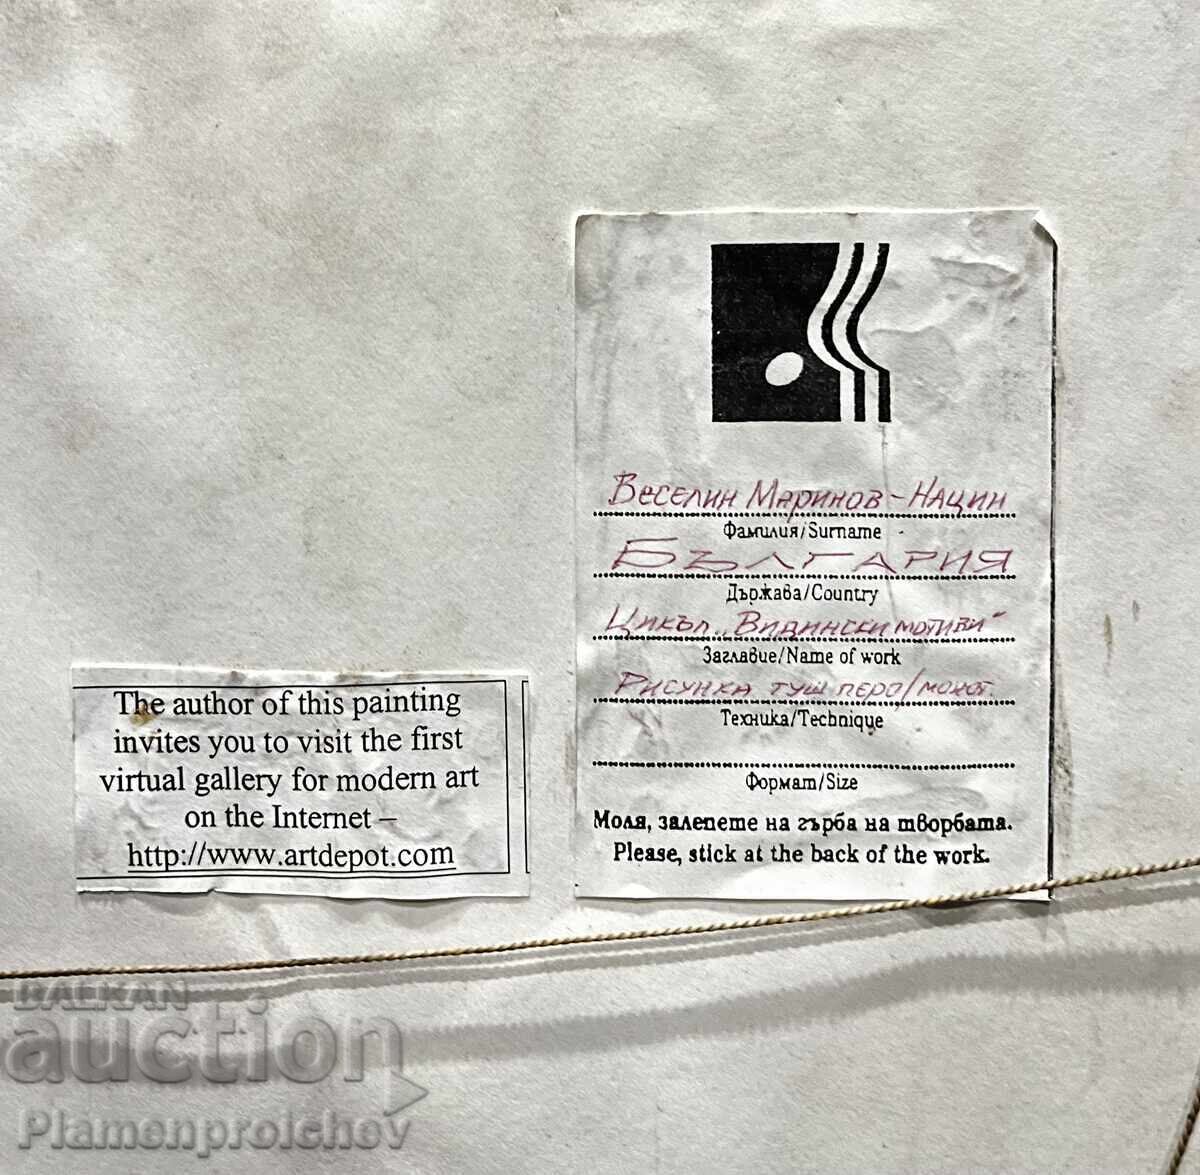 Веселин Маринов-Нацин
Фамилия/Surname
България
Държава/Country
Цикъл „Видински мотиви"
Заглавие/Name of work
Рисунка туш перо/монот.
Техника/Technique
Формат/Size
Моля, залепете на гърба на творбата.
Please, stick at the back of the work.
The author of this painting
invites you to visit the first
virtual gallery for modern art
on the Internet –
http://www.artdepot.com
BALKAN
auction
Plamenproichev